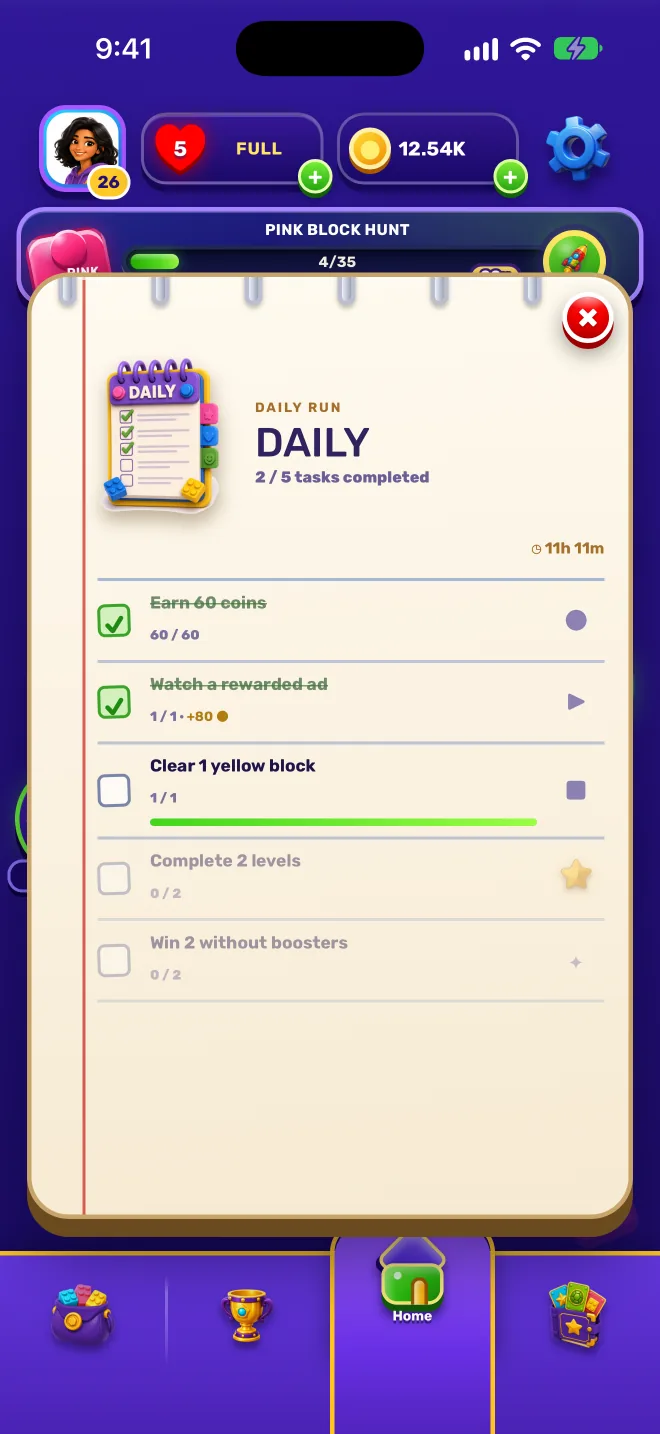 9:41
5
FULL
12.54K
26
PINK BLOCK HUNT
PINK
4/35
DAILY
DAILY RUN
DAILY
2 / 5 tasks completed
11h 11m
Earn 60 coins
60 / 60
Watch a rewarded ad
1 / 1 · +80
Clear 1 yellow block
1 / 1
Complete 2 levels
0 / 2
Win 2 without boosters
0 / 2
Home